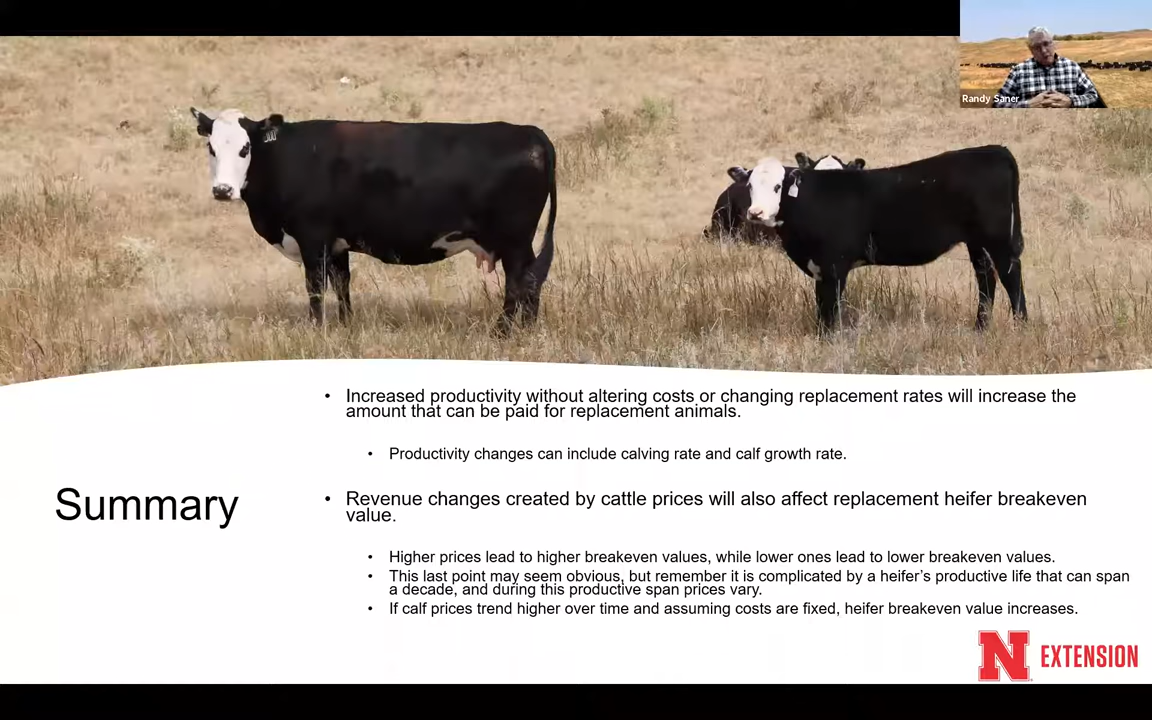 Randy Saner
Increased productivity without altering costs or changing replacement rates will increase the
amount that can be paid for replacement animals.
Productivity changes can include calving rate and calf growth rate.
Summary
Revenue changes created by cattle prices will also affect replacement heifer breakeven
value.
Higher prices lead to higher breakeven values, while lower ones lead to lower breakeven values.
This last point may seem obvious, but remember it is complicated by a heifer’s productive life that can span
a decade, and during this productive span prices vary.
If calf prices trend higher over time and assuming costs are fixed, heifer breakeven value increases.
N EXTENSION